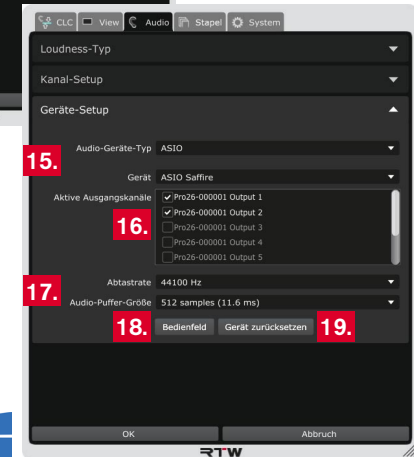 CLC View Audio Stapel System
Loudness-Typ
Kanal-Setup
Geräte-Setup
15.
Audio-Geräte-Typ ASIO
Gerät ASIO Saffire
16.
Aktive Ausgangskanäle Pro26-000001 Output 1
Pro26-000001 Output 2
Pro26-000001 Output 3
Pro26-000001 Output 4
Pro26-000001 Output 5
17.
Abtastrate 44100 Hz
Audio-Puffer-Größe 512 samples (11.6 ms)
18. Bedienfeld Gerät zurücksetzen 19.
OK Abbruch
RTW